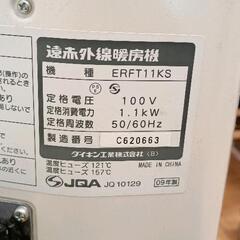 遠赤外線暖房機
機種 ERFT11KS
定格電圧 100V
定格消費電力 1.1kW
定格周波数 50/60Hz
製造番号 C620663
ダイキン工業株式会社 (B)
温度ヒューズ 121℃
MADE IN CHINA
温度ヒューズ 157℃
JQA JQ10129
09年製